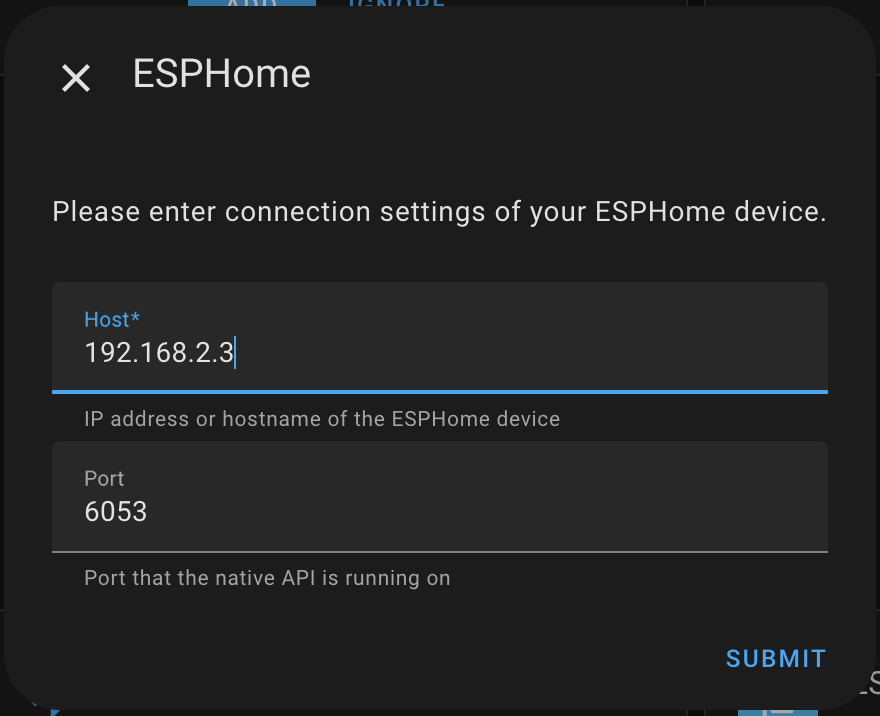 ADD IGNORE
ESPHome
Please enter connection settings of your ESPHome device.
Host*
192.168.2.3
IP address or hostname of the ESPHome device
Port
6053
Port that the native API is running on
SUBMIT